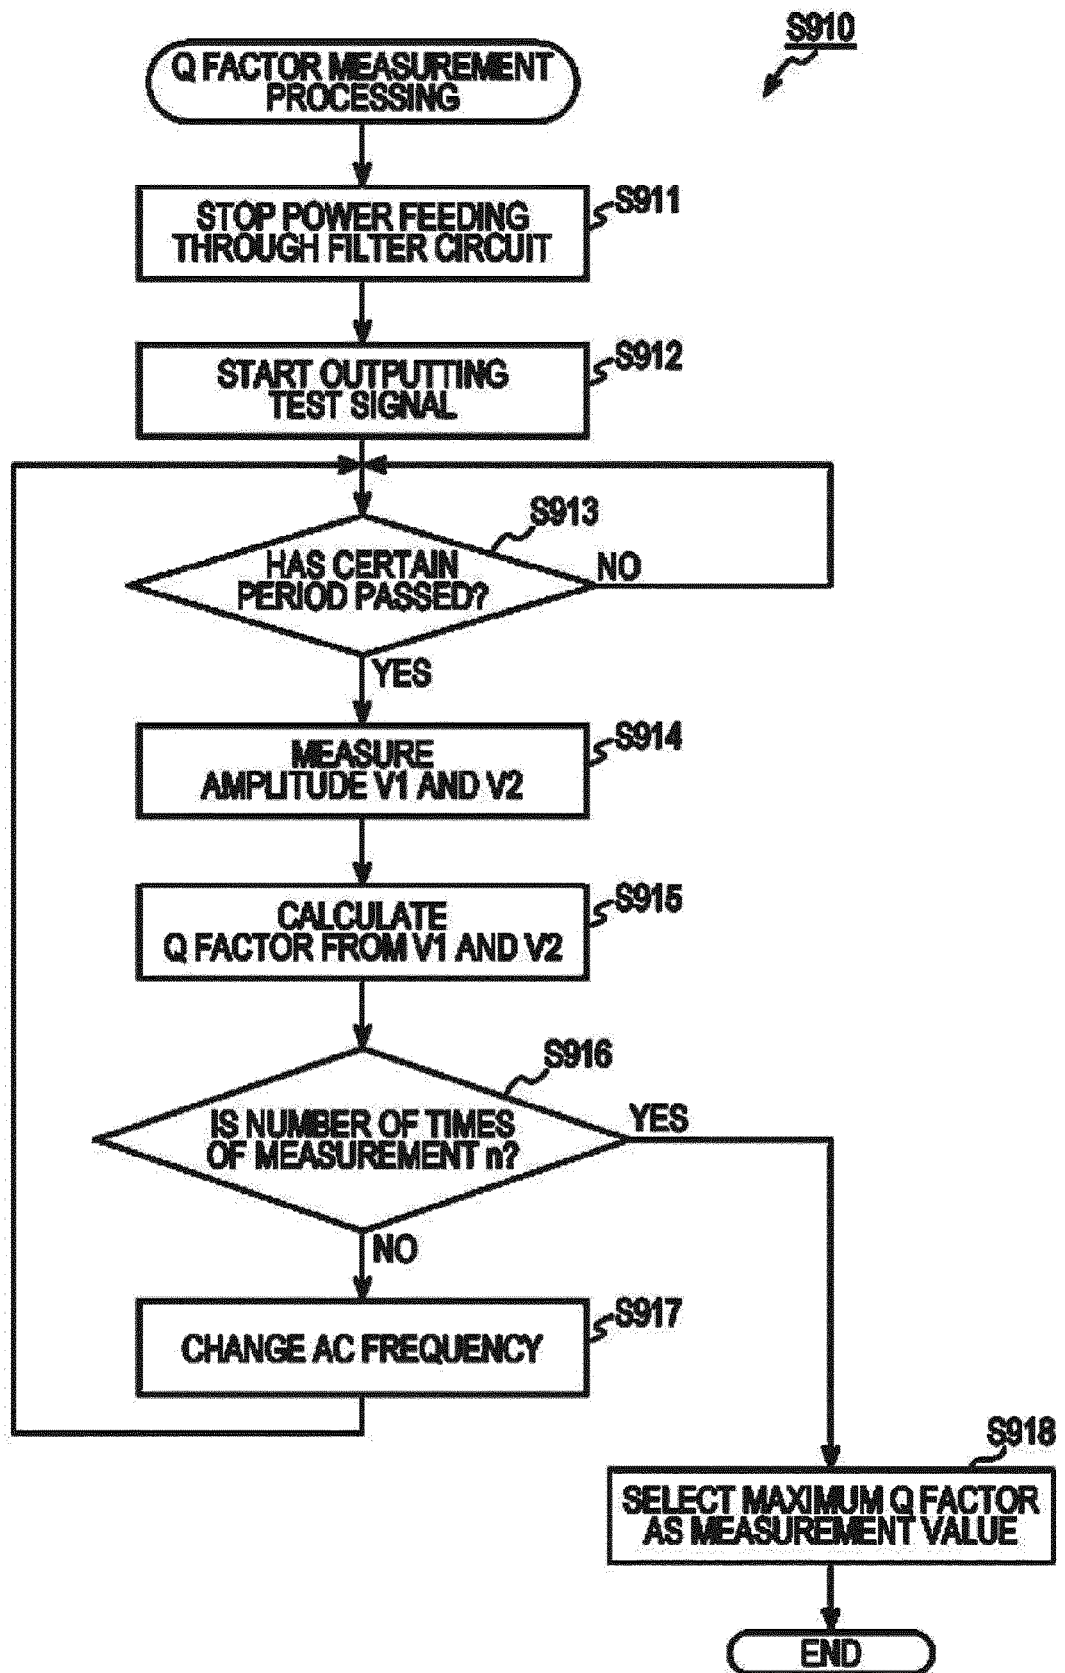 S910
Q FACTOR MEASUREMENT
PROCESSING
S911
STOP POWER FEEDING
THROUGH FILTER CIRCUIT
S912
START OUTPUTTING
TEST SIGNAL
S913
HAS CERTAIN
PERIOD PASSED?
NO
YES
S914
MEASURE
AMPLITUDE V1 AND V2
S915
CALCULATE
Q FACTOR FROM V1 AND V2
S916
IS NUMBER OF TIMES
OF MEASUREMENT n?
YES
NO
S917
CHANGE AC FREQUENCY
S918
SELECT MAXIMUM Q FACTOR
AS MEASUREMENT VALUE
END